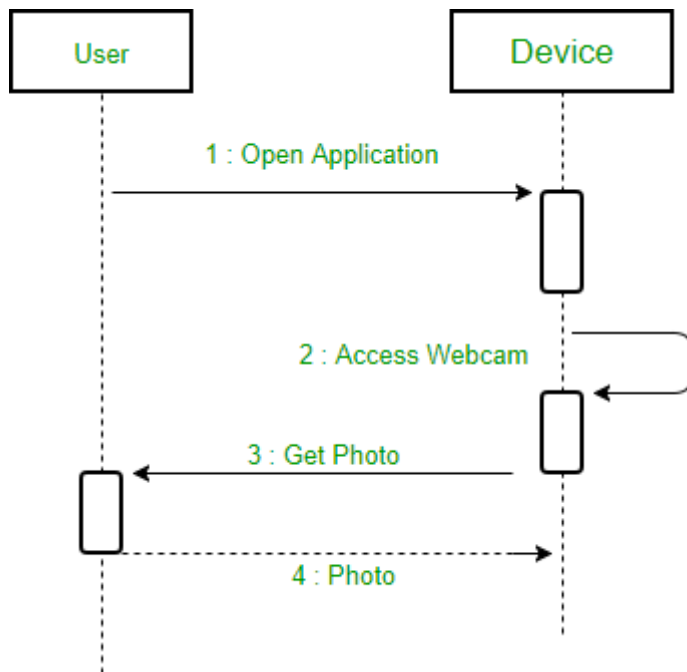 User
Device
1 : Open Application
2 : Access Webcam
3 : Get Photo
4 : Photo